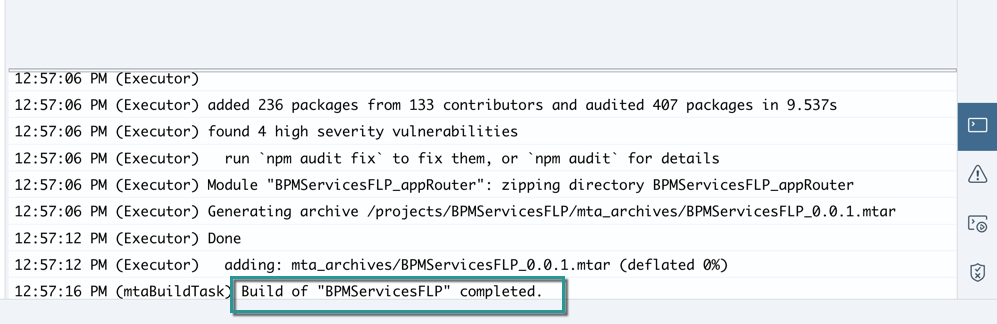 12:57:06 PM (Executor)
12:57:06 PM (Executor) added 236 packages from 133 contributors and audited 407 packages in 9.537s
12:57:06 PM (Executor) found 4 high severity vulnerabilities
12:57:06 PM (Executor)   run `npm audit fix` to fix them, or `npm audit` for details
12:57:06 PM (Executor) Module "BPMServicesFLP_appRouter": zipping directory BPMServicesFLP_appRouter
12:57:06 PM (Executor) Generating archive /projects/BPMServicesFLP/mta_archives/BPMServicesFLP_0.0.1.mtar
12:57:12 PM (Executor) Done
12:57:12 PM (Executor)   adding: mta_archives/BPMServicesFLP_0.0.1.mtar (deflated 0%)
12:57:16 PM (mtaBuildTask) Build of "BPMServicesFLP" completed.